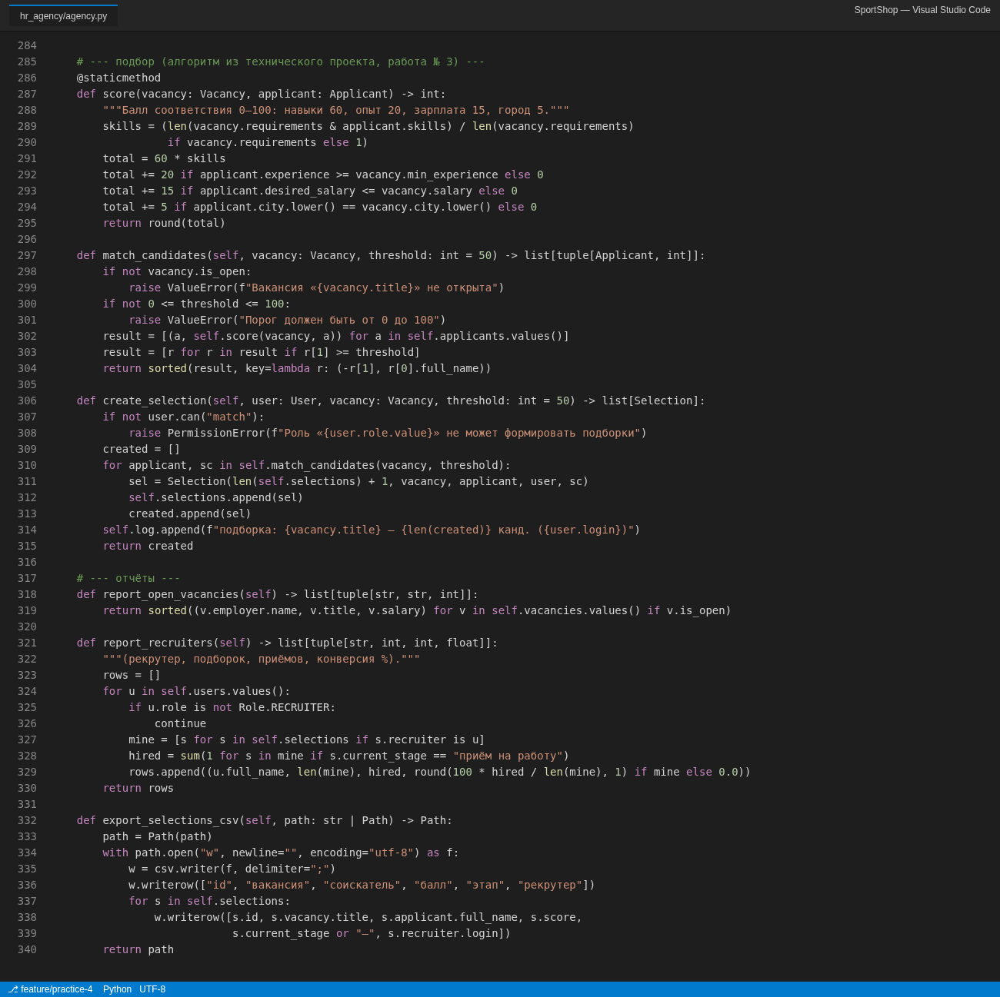 hr_agency/agency.py
SportShop — Visual Studio Code
284
285     # --- подбор (алгоритм из технического проекта, работа № 3) ---
286     @staticmethod
287     def score(vacancy: Vacancy, applicant: Applicant) -> int:
288         """Балл соответствия 0–100: навыки 60, опыт 20, зарплата 15, город 5."""
289         skills = (len(vacancy.requirements & applicant.skills) / len(vacancy.requirements)
290                   if vacancy.requirements else 1)
291         total = 60 * skills
292         total += 20 if applicant.experience >= vacancy.min_experience else 0
293         total += 15 if applicant.desired_salary <= vacancy.salary else 0
294         total += 5 if applicant.city.lower() == vacancy.city.lower() else 0
295         return round(total)
296
297     def match_candidates(self, vacancy: Vacancy, threshold: int = 50) -> list[tuple[Applicant, int]]:
298         if not vacancy.is_open:
299             raise ValueError(f"Вакансия «{vacancy.title}» не открыта")
300         if not 0 <= threshold <= 100:
301             raise ValueError("Порог должен быть от 0 до 100")
302         result = [(a, self.score(vacancy, a)) for a in self.applicants.values()]
303         result = [r for r in result if r[1] >= threshold]
304         return sorted(result, key=lambda r: (-r[1], r[0].full_name))
305
306     def create_selection(self, user: User, vacancy: Vacancy, threshold: int = 50) -> list[Selection]:
307         if not user.can("match"):
308             raise PermissionError(f"Роль «{user.role.value}» не может формировать подборки")
309         created = []
310         for applicant, sc in self.match_candidates(vacancy, threshold):
311             sel = Selection(len(self.selections) + 1, vacancy, applicant, user, sc)
312             self.selections.append(sel)
313             created.append(sel)
314         self.log.append(f"подборка: {vacancy.title} — {len(created)} канд. ({user.login})")
315         return created
316
317     # --- отчёты ---
318     def report_open_vacancies(self) -> list[tuple[str, str, int]]:
319         return sorted((v.employer.name, v.title, v.salary) for v in self.vacancies.values() if v.is_open)
320
321     def report_recruiters(self) -> list[tuple[str, int, int, float]]:
322         """(рекрутер, подборок, приёмов, конверсия %)."""
323         rows = []
324         for u in self.users.values():
325             if u.role is not Role.RECRUITER:
326                 continue
327             mine = [s for s in self.selections if s.recruiter is u]
328             hired = sum(1 for s in mine if s.current_stage == "приём на работу")
329             rows.append((u.full_name, len(mine), hired, round(100 * hired / len(mine), 1) if mine else 0.0))
330         return rows
331
332     def export_selections_csv(self, path: str | Path) -> Path:
333         path = Path(path)
334         with path.open("w", newline="", encoding="utf-8") as f:
335             w = csv.writer(f, delimiter=";")
336             w.writerow(["id", "вакансия", "соискатель", "балл", "этап", "рекрутер"])
337             for s in self.selections:
338                 w.writerow([s.id, s.vacancy.title, s.applicant.full_name, s.score,
339                             s.current_stage or "—", s.recruiter.login])
340         return path
⎇ feature/practice-4 Python UTF-8